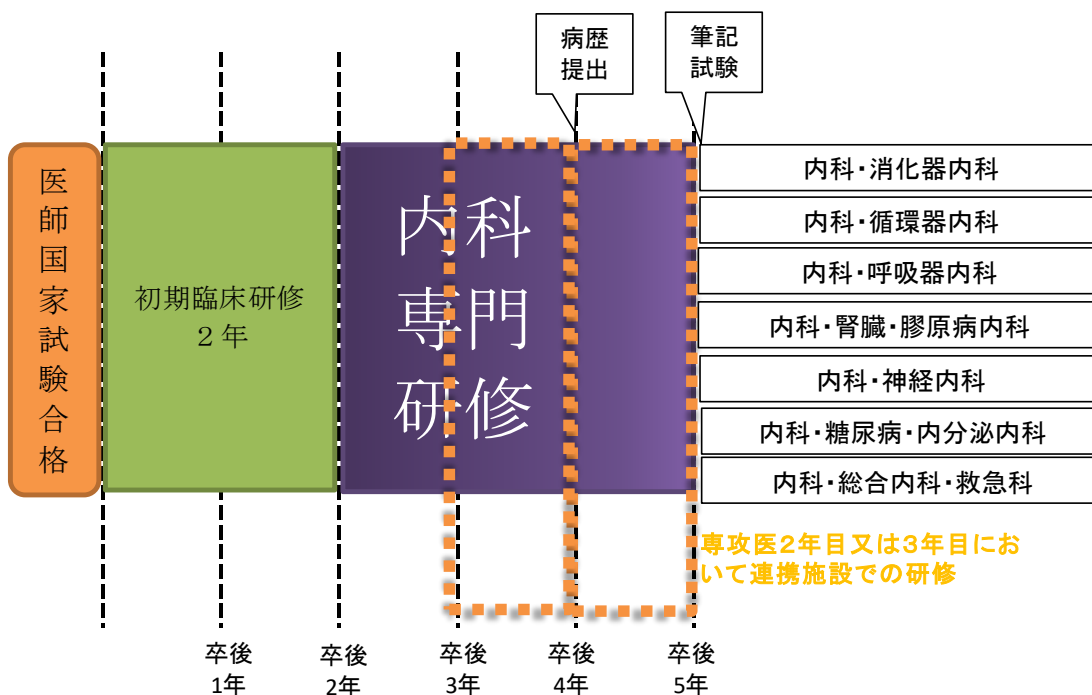 病歴
提出
筆記
試験
医師国家試験合格
初期臨床研修
２年
内科
専門
研修
内科・消化器内科
内科・循環器内科
内科・呼吸器内科
内科・腎臓・膠原病内科
内科・神経内科
内科・糖尿病・内分泌内科
内科・総合内科・救急科
専攻医2年目又は3年目にお
いて連携施設での研修
卒後
1年
卒後
2年
卒後
3年
卒後
4年
卒後
5年